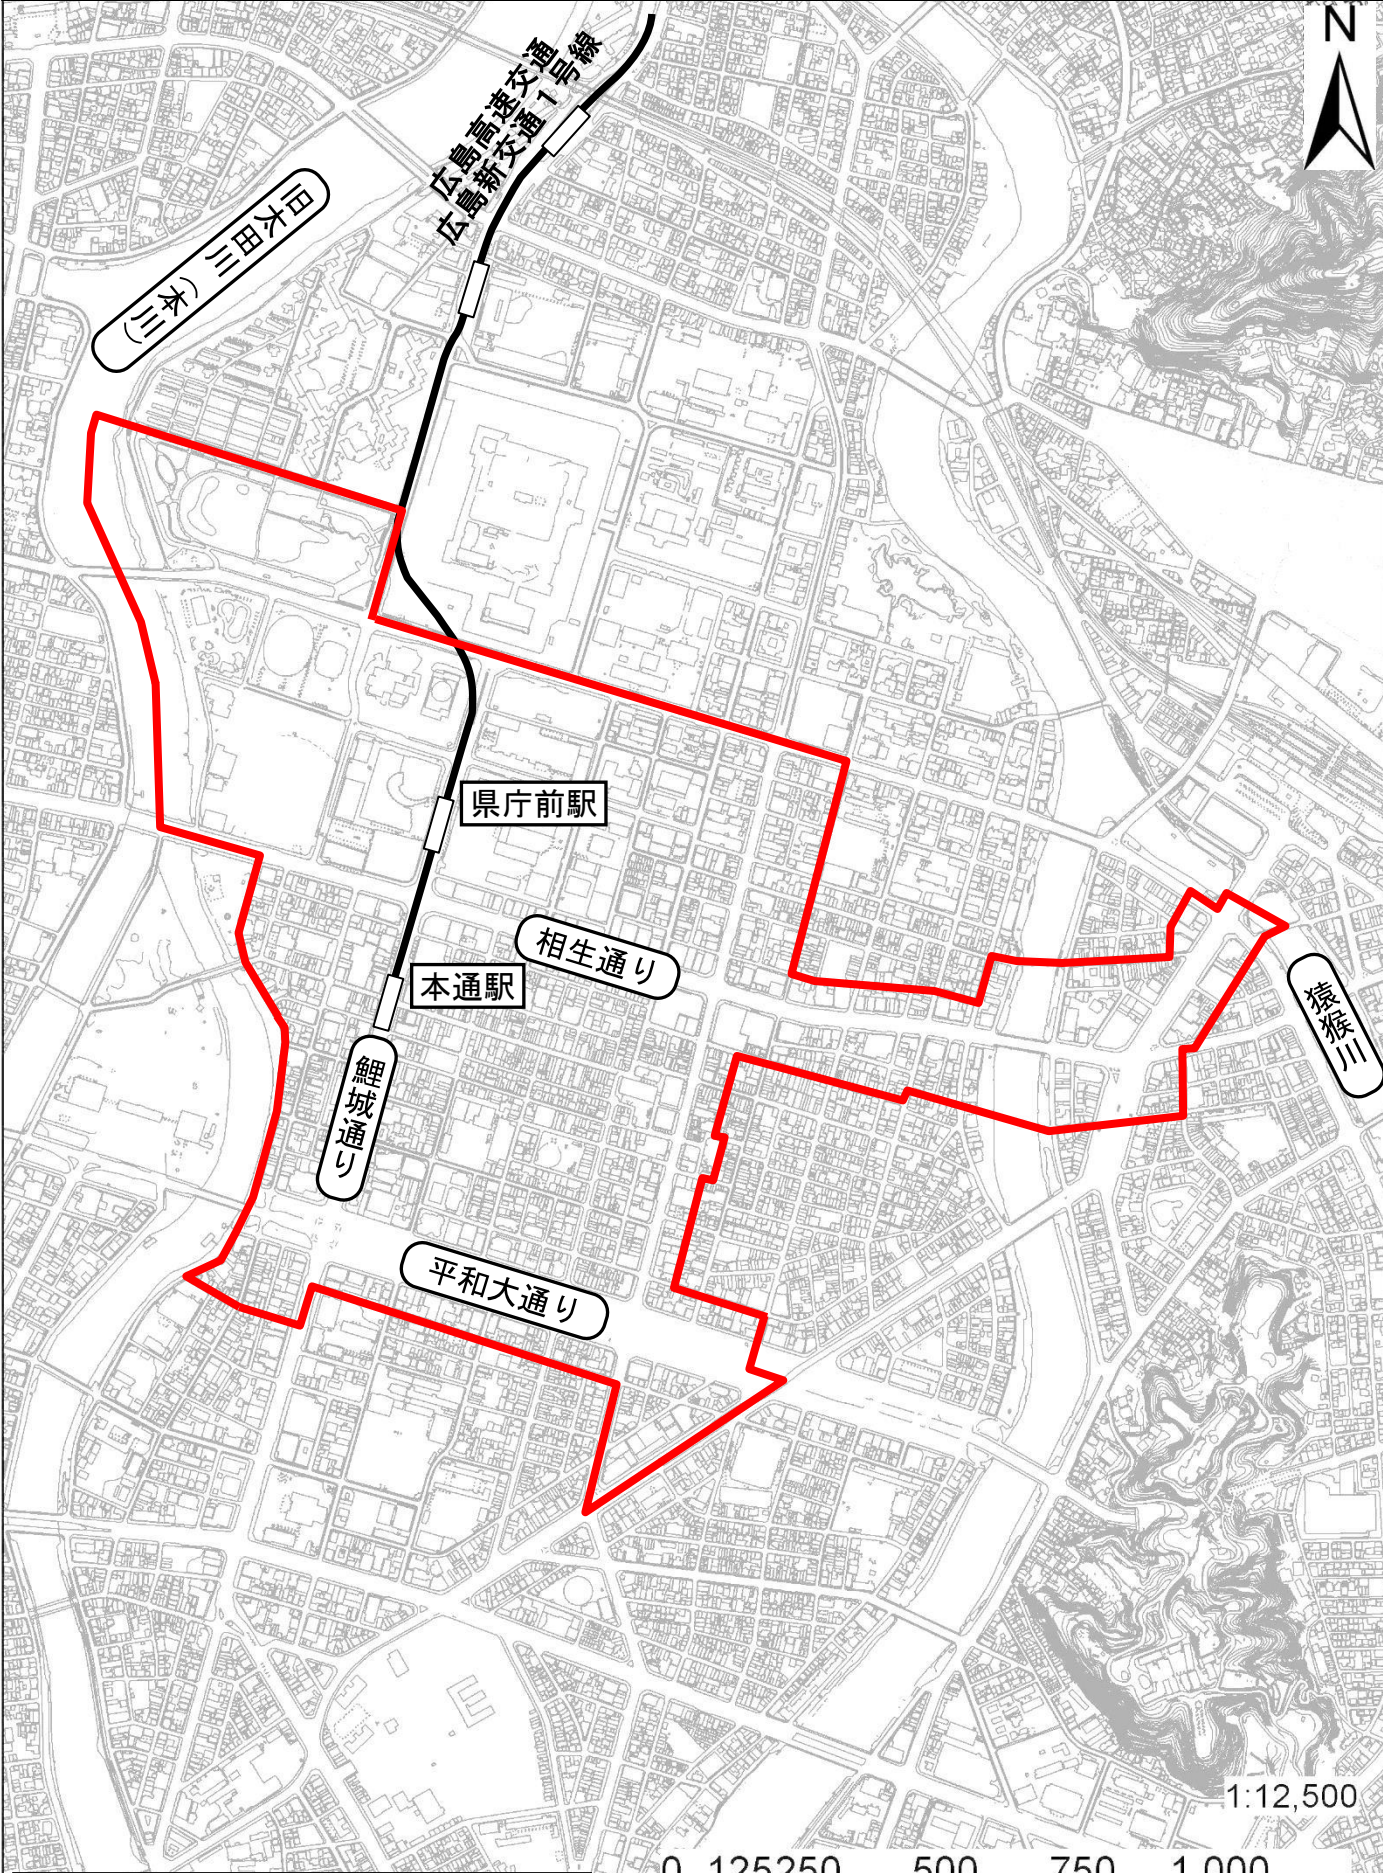 N
広島高速交通
広島新交通1号線
旧太田川(本川)
県庁前駅
相生通り
本通駅
猿猴川
鯉城通り
平和大通り
1:12,500
0 125250 500 750 1,000